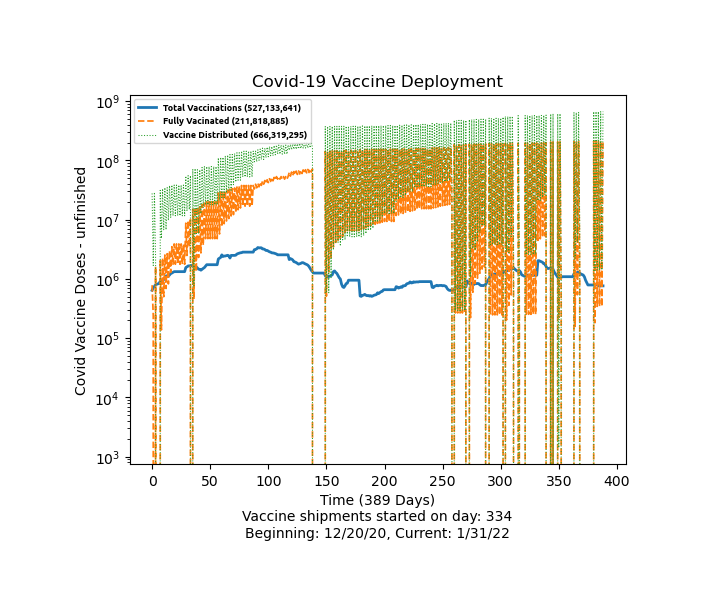 Covid-19 Vaccine Deployment
Total Vaccinations (527,133,641)
Fully Vacinated (211,818,885)
Vaccine Distributed (666,319,295)
Covid Vaccine Doses - unfinished
10⁹
10⁸
10⁷
10⁶
10⁵
10⁴
10³
0 50 100 150 200 250 300 350 400
Time (389 Days)
Vaccine shipments started on day: 334
Beginning: 12/20/20, Current: 1/31/22